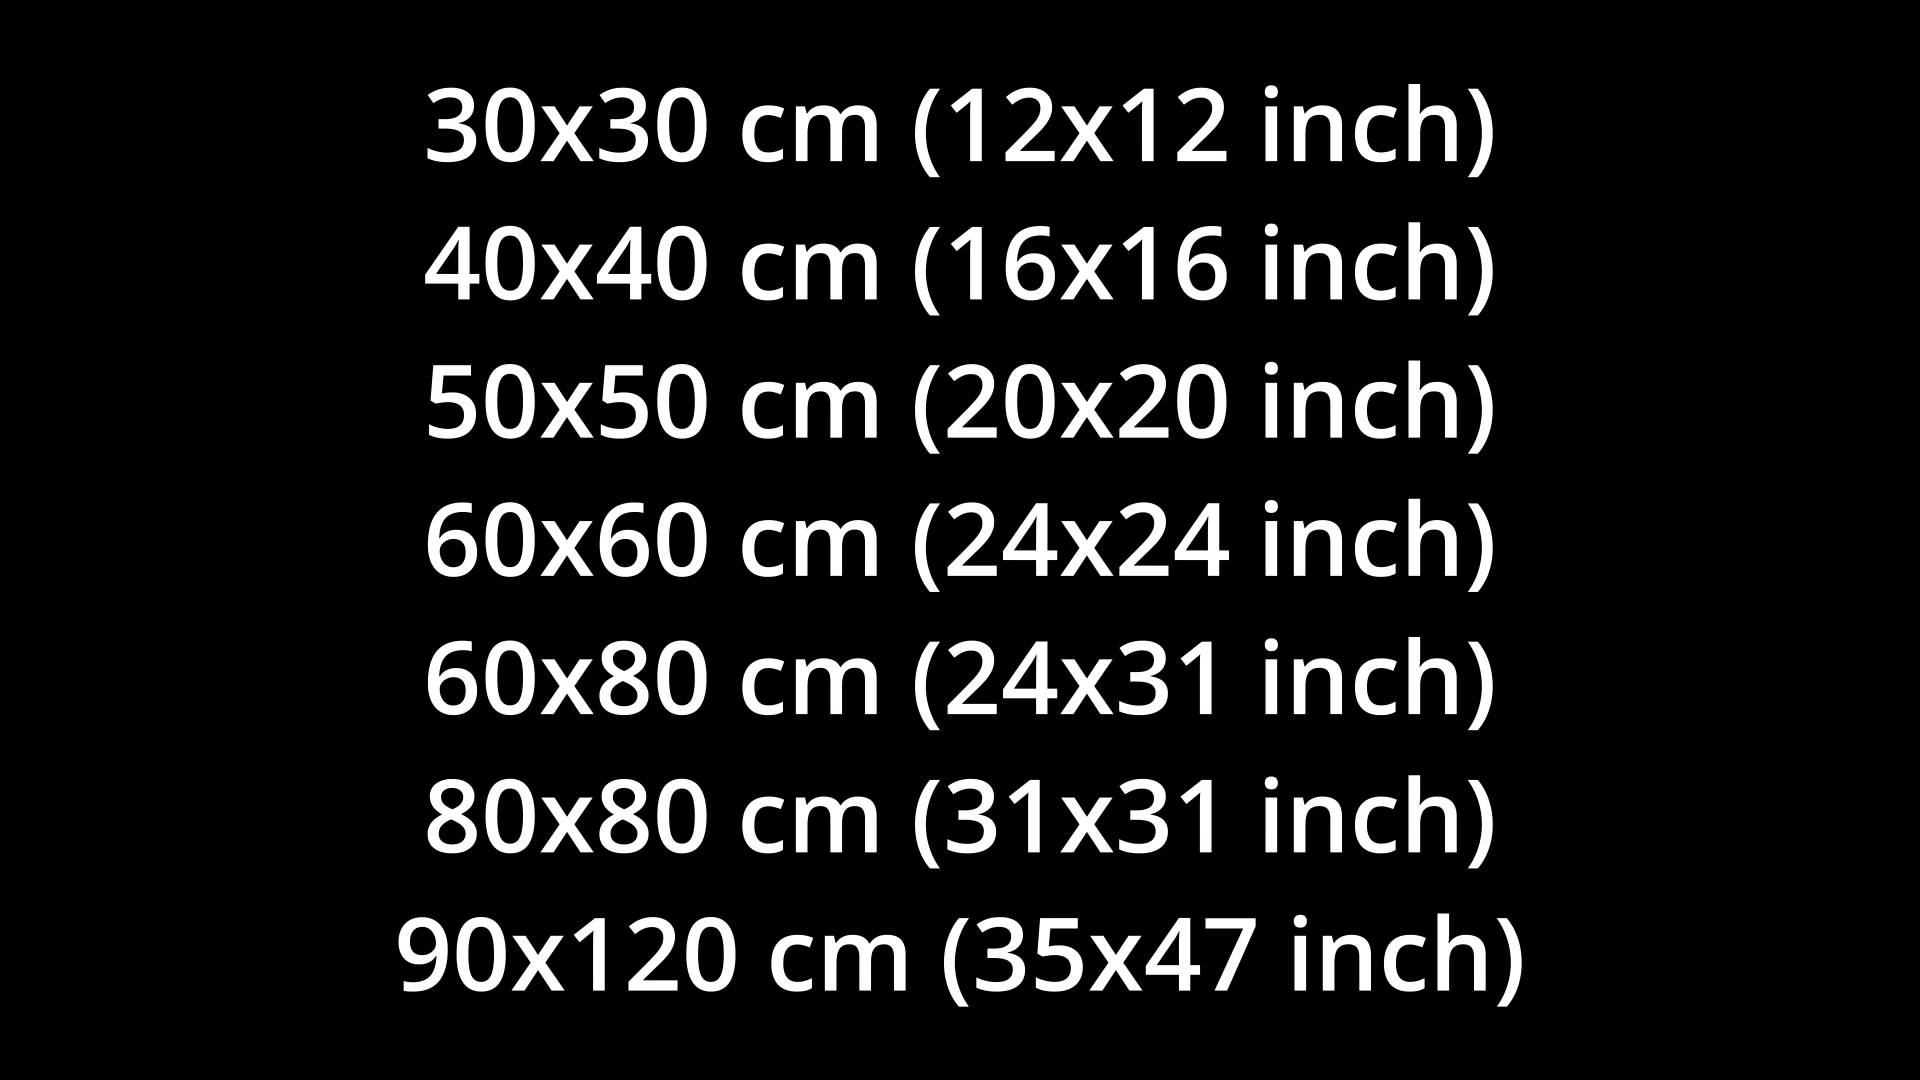 30x30 cm (12x12 inch)
40x40 cm (16x16 inch)
50x50 cm (20x20 inch)
60x60 cm (24x24 inch)
60x80 cm (24x31 inch)
80x80 cm (31x31 inch)
90x120 cm (35x47 inch)